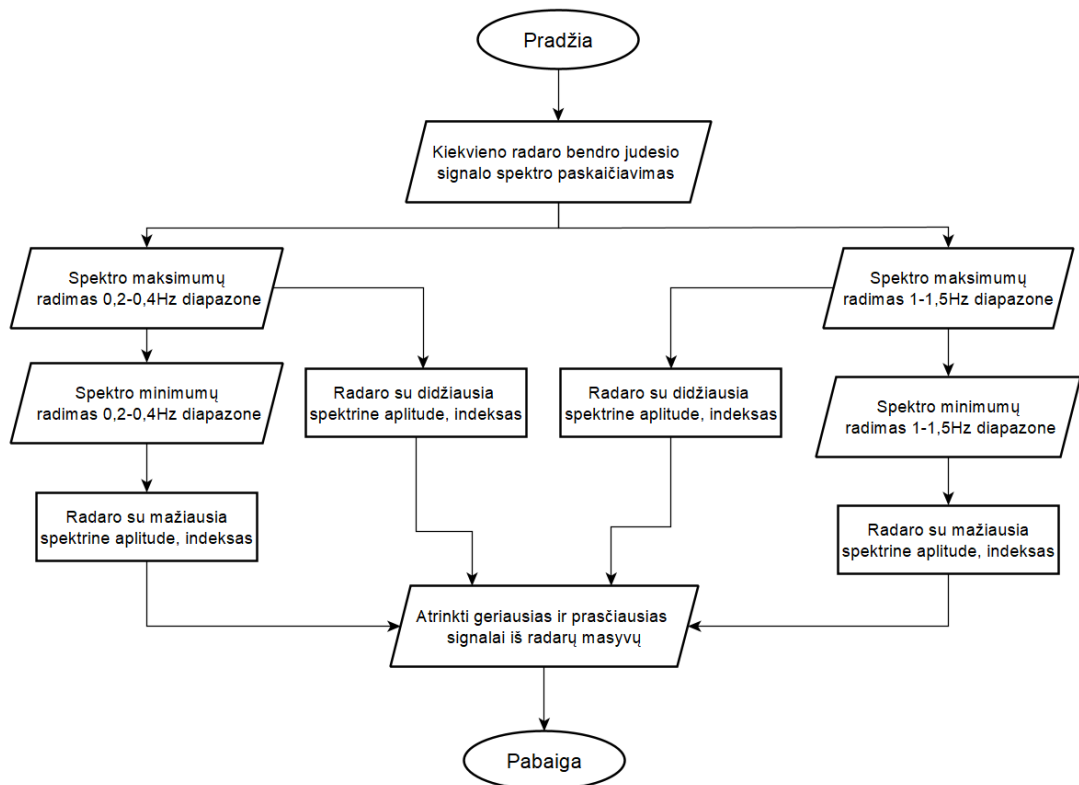 Pradžia
Kiekvieno radaro bendro judesio
signalo spektro paskaičiavimas
Spektro maksimumų
radimas 0,2-0,4Hz diapazone
Spektro maksimumų
radimas 1-1,5Hz diapazone
Spektro minimumų
radimas 0,2-0,4Hz diapazone
Radaro su didžiausia
spektrine aplitude, indeksas
Radaro su didžiausia
spektrine aplitude, indeksas
Spektro minimumų
radimas 1-1,5Hz diapazone
Radaro su mažiausia
spektrine aplitude, indeksas
Radaro su mažiausia
spektrine aplitude, indeksas
Atrinkti geriausias ir prasčiausias
signalai iš radarų masyvų
Pabaiga